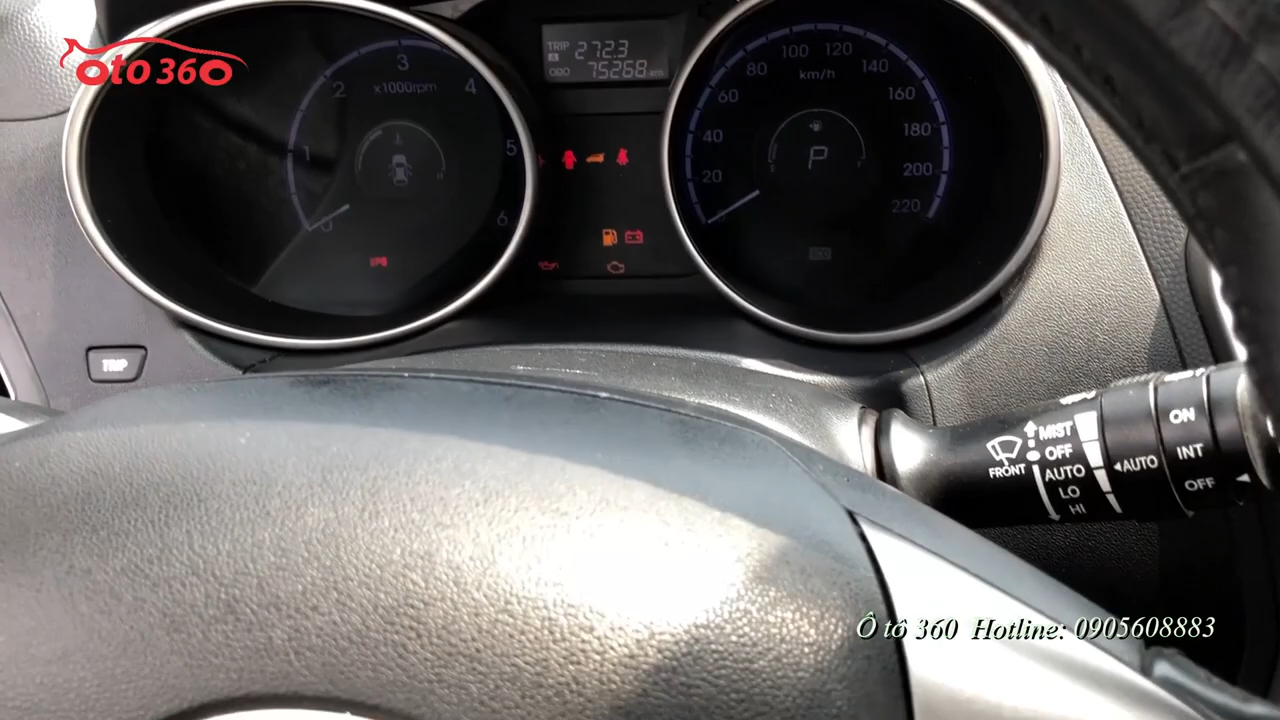 oto 360
TRIP A 272.3
ODO 75268 km
3
2 x1000rpm 4
1 5
0 6
100 120
80 km/h 140
60 160
40 P 180
20 200
220
TRIP
MIST
OFF
AUTO
LO
HI
FRONT
AUTO
ON
INT
OFF
Ô tô 360 Hotline: 0905608883